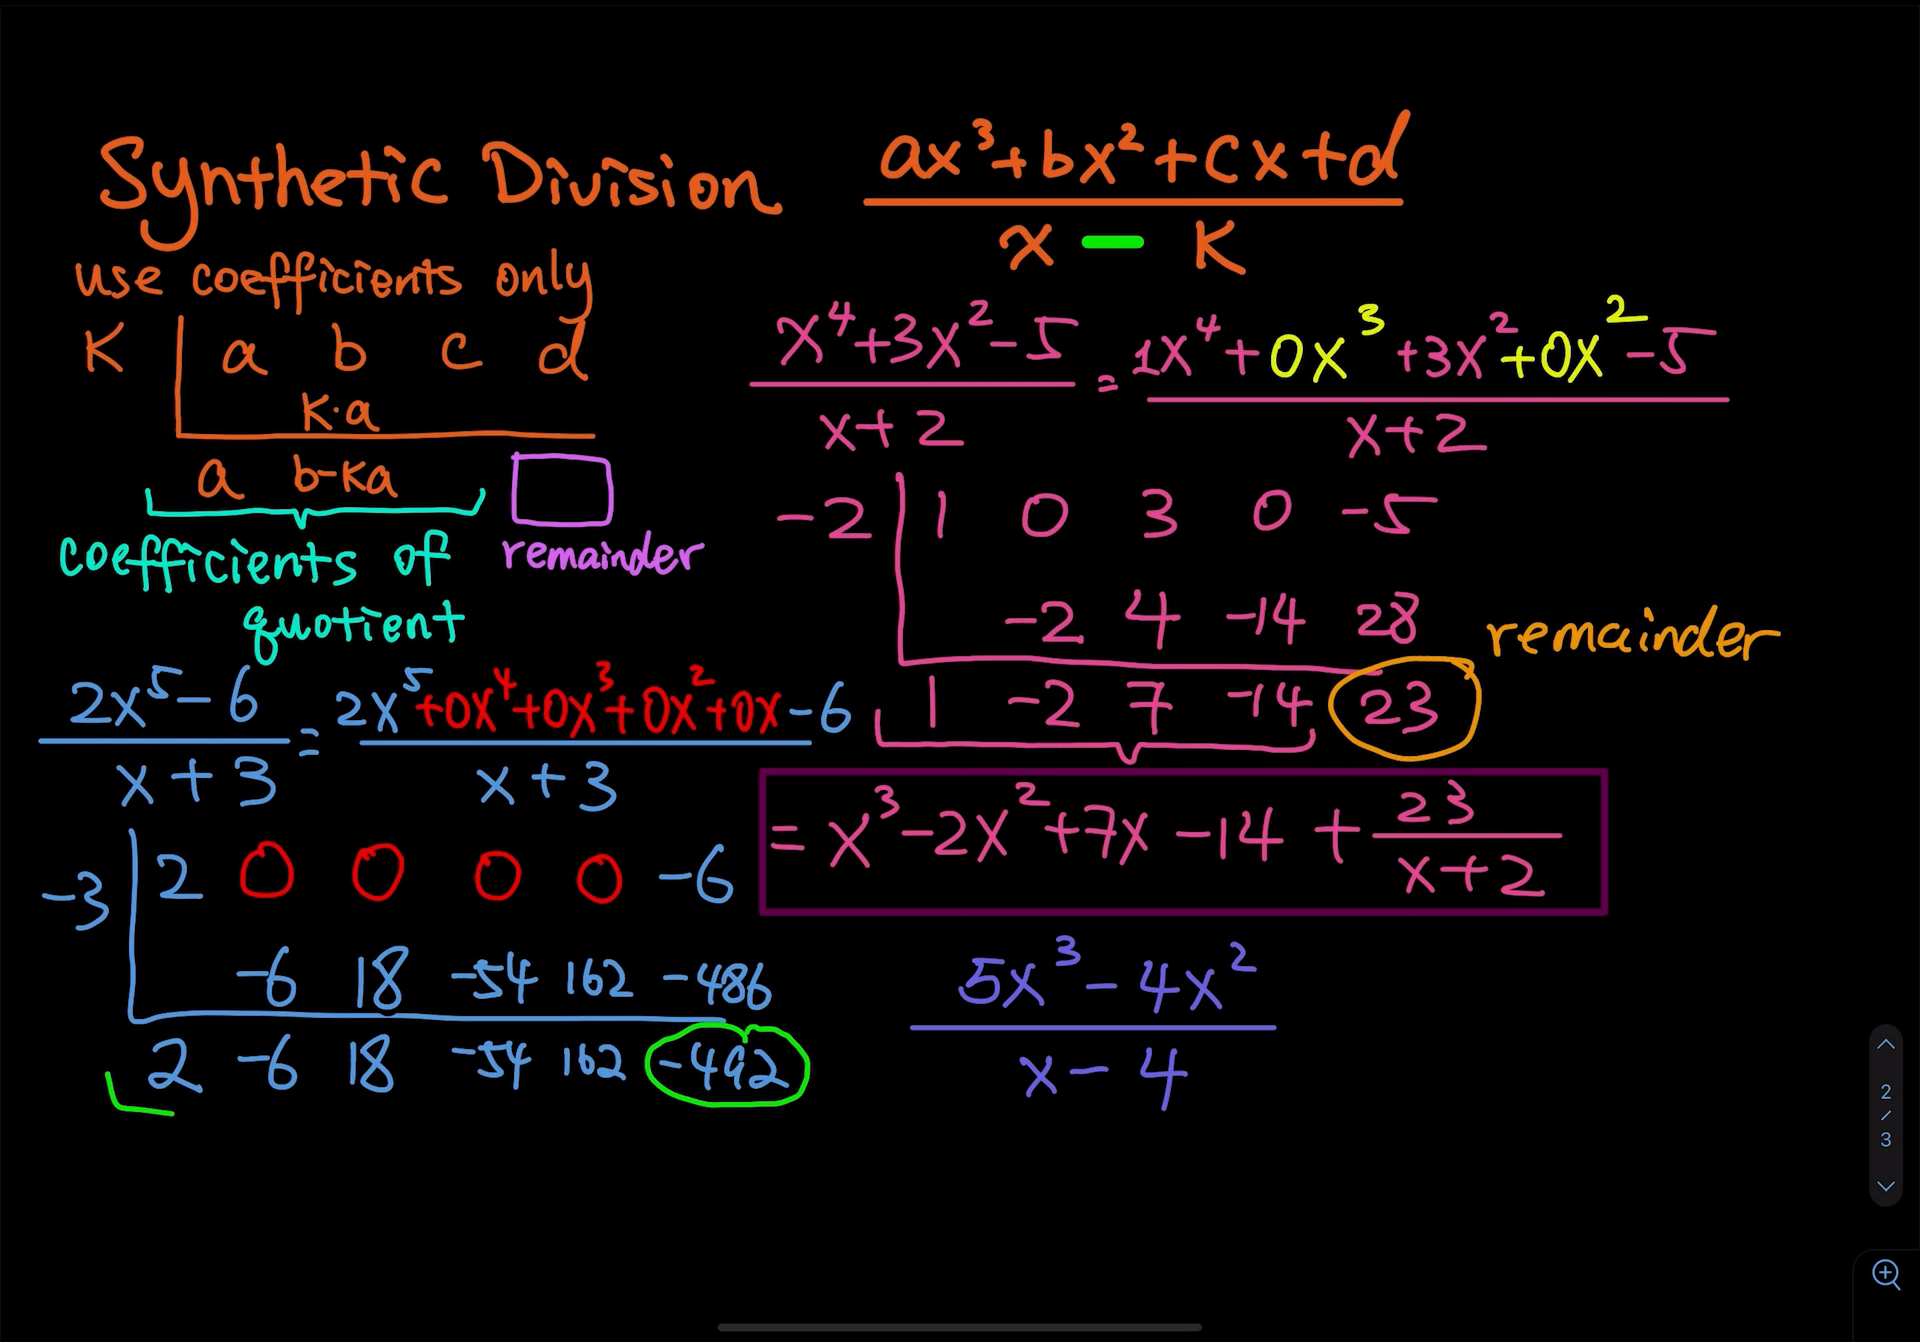 Synthetic Division
ax³+bx²+cx+d
x - K
use coefficients only
K a b c d
K·a
a b-Ka
coefficients of quotient
remainder
x⁴+3x²-5 = 1x⁴+0x³+3x²+0x²-5
x+2 x+2
-2 1 0 3 0 -5
-2 4 -14 28
1 -2 7 -14 23
remainder
= x³-2x²+7x-14+ 23
x+2
2x⁵-6 = 2x⁵+0x⁴+0x³+0x²+0x-6
x+3 x+3
-3 2 0 0 0 0 -6
-6 18 -54 162 -486
2 -6 18 -54 162 -492
5x³-4x²
x-4
2
/
3